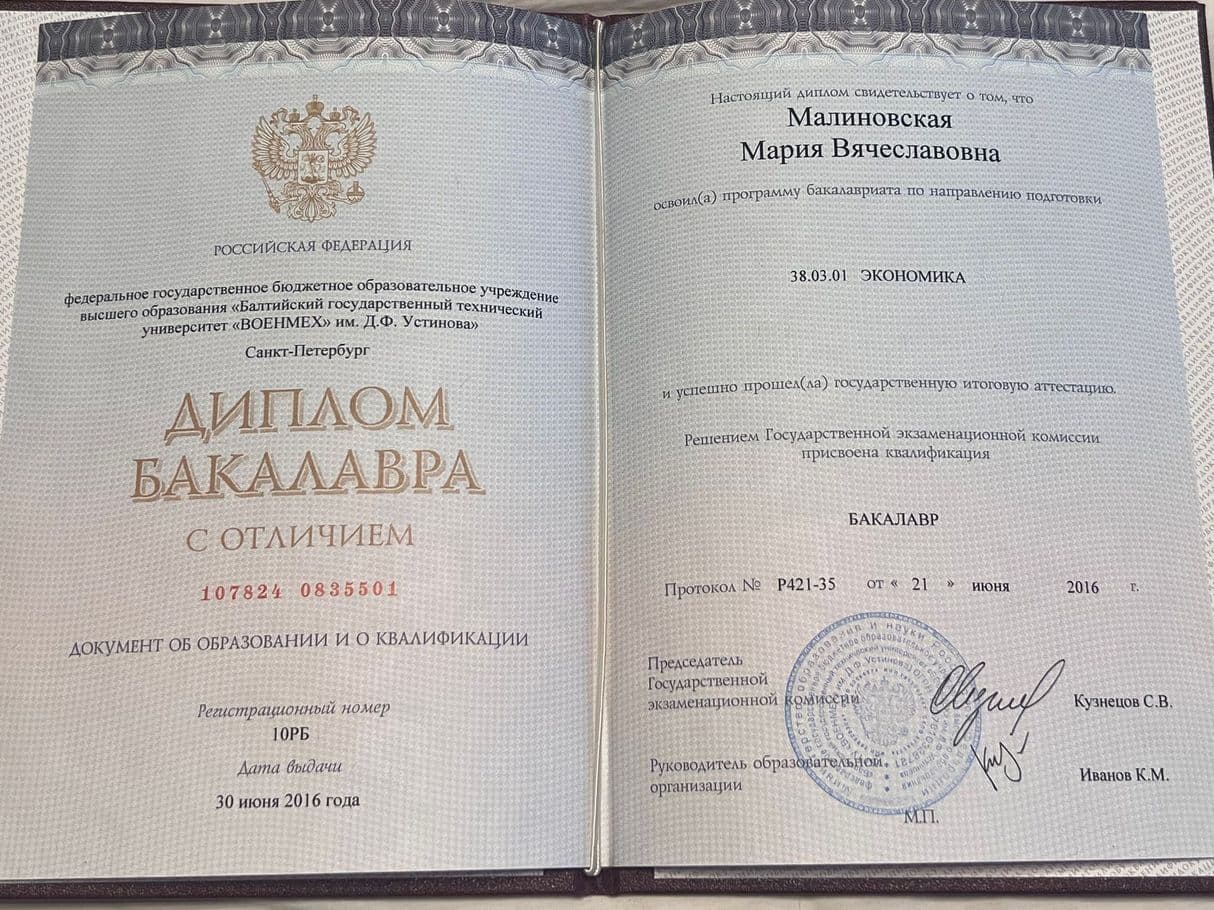 РОССИЙСКАЯ ФЕДЕРАЦИЯ
федеральное государственное бюджетное образовательное учреждение
высшего образования «Балтийский государственный технический
университет «ВОЕНМЕХ» им. Д.Ф. Устинова»
Санкт-Петербург
ДИПЛОМ
БАКАЛАВРА
С ОТЛИЧИЕМ
107824 0835501
ДОКУМЕНТ ОБ ОБРАЗОВАНИИ И О КВАЛИФИКАЦИИ
Регистрационный номер
10РБ
Дата выдачи
30 июня 2016 года
Настоящий диплом свидетельствует о том, что
Малиновская
Мария Вячеславовна
освоил(а) программу бакалавриата по направлению подготовки
38.03.01 ЭКОНОМИКА
и успешно прошел(ла) государственную итоговую аттестацию.
Решением Государственной экзаменационной комиссии
присвоена квалификация
БАКАЛАВР
Протокол № Р421-35 от « 21 » июня 2016 г.
Председатель
Государственной
экзаменационной комиссии
Кузнецов С.В.
Руководитель образовательной
организации
Иванов К.М.
М.П.